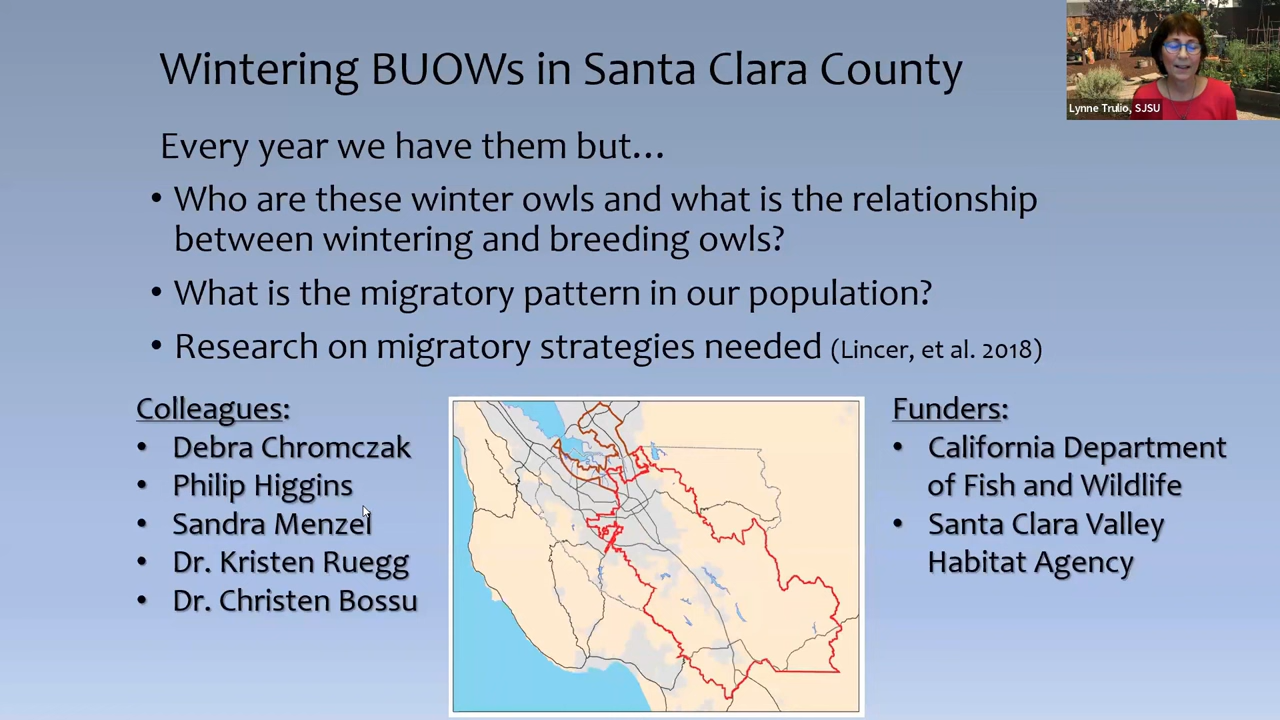 Wintering BUOWs in Santa Clara County
Lynne Trulio, SJSU
Every year we have them but...
• Who are these winter owls and what is the relationship
between wintering and breeding owls?
• What is the migratory pattern in our population?
• Research on migratory strategies needed (Lincer, et al. 2018)
Colleagues:
• Debra Chromczak
• Philip Higgins
• Sandra Menzel
• Dr. Kristen Ruegg
• Dr. Christen Bossu
Funders:
• California Department
of Fish and Wildlife
• Santa Clara Valley
Habitat Agency